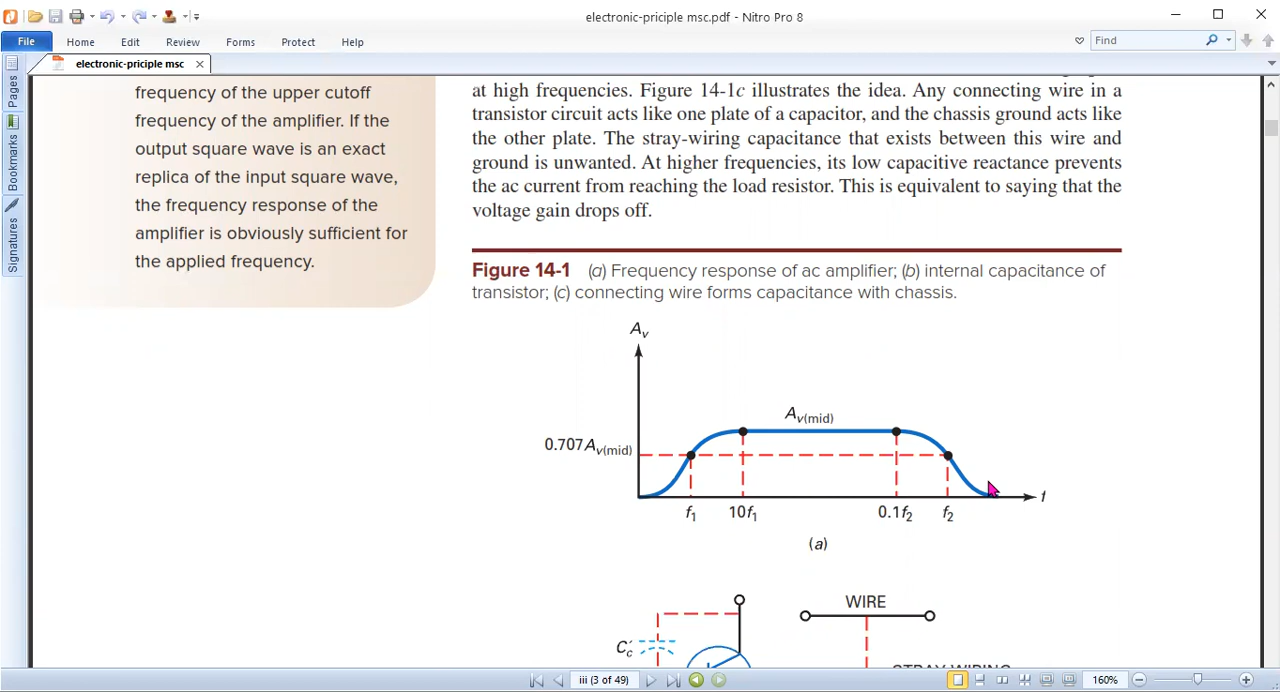 electronic-priciple msc.pdf - Nitro Pro 8
File Home Edit Review Forms Protect Help
Find
electronic-priciple msc
Pages
Bookmarks
Signatures
frequency of the upper cutoff
frequency of the amplifier. If the
output square wave is an exact
replica of the input square wave,
the frequency response of the
amplifier is obviously sufficient for
the applied frequency.
at high frequencies. Figure 14-1c illustrates the idea. Any connecting wire in a
transistor circuit acts like one plate of a capacitor, and the chassis ground acts like
the other plate. The stray-wiring capacitance that exists between this wire and
ground is unwanted. At higher frequencies, its low capacitive reactance prevents
the ac current from reaching the load resistor. This is equivalent to saying that the
voltage gain drops off.
Figure 14-1 (a) Frequency response of ac amplifier; (b) internal capacitance of
transistor; (c) connecting wire forms capacitance with chassis.
Av
Av(mid)
0.707Av(mid)
f
f1 10f1 0.1f2 f2
(a)
WIRE
C′c
STRAY-WIRING
iii (3 of 49)
160%